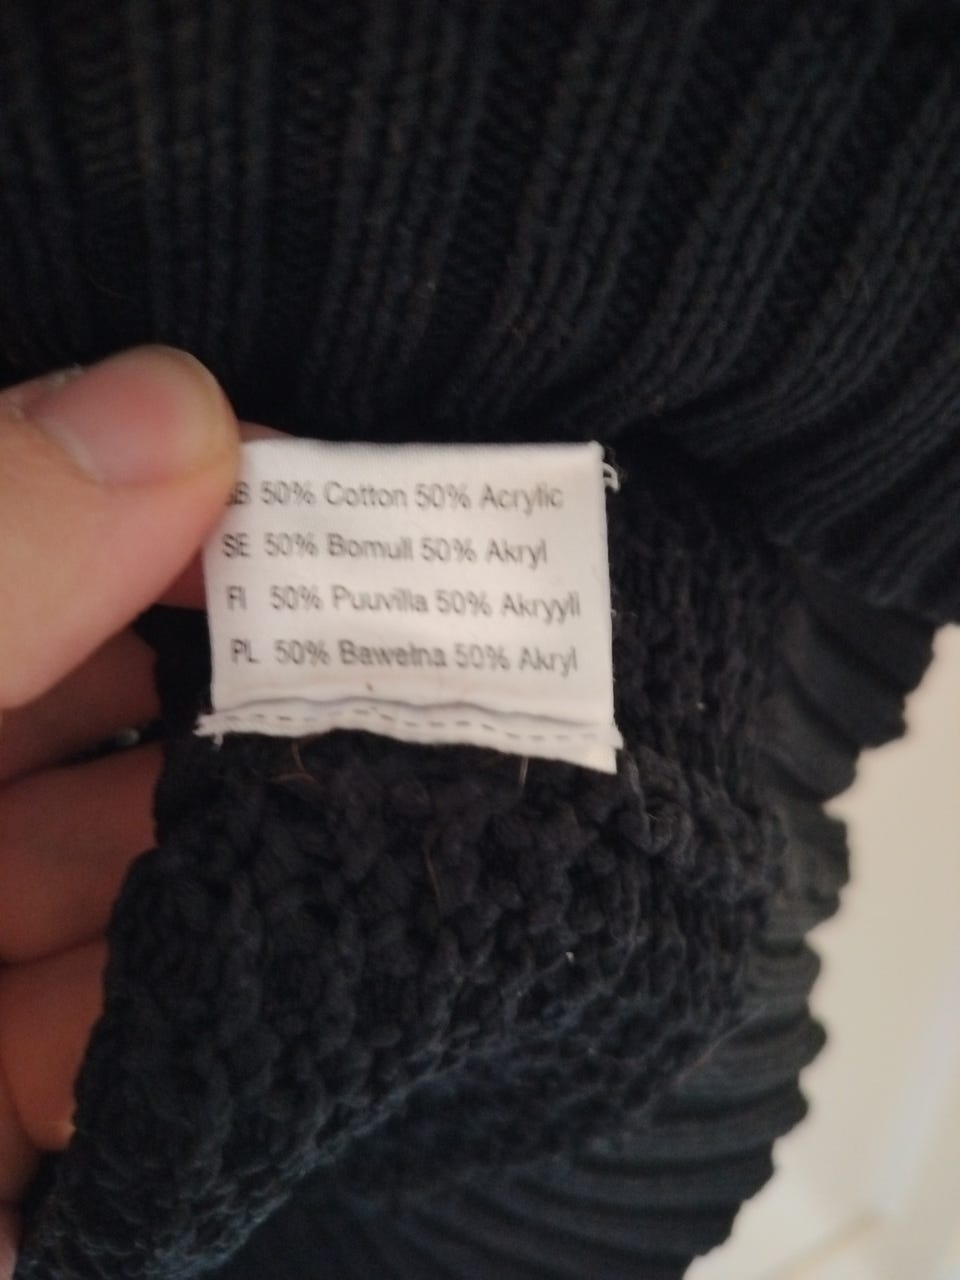 GB 50% Cotton 50% Acrylic
SE 50% Bomull 50% Akryl
FI 50% Puuvilla 50% Akryyli
PL 50% Bawełna 50% Akryl